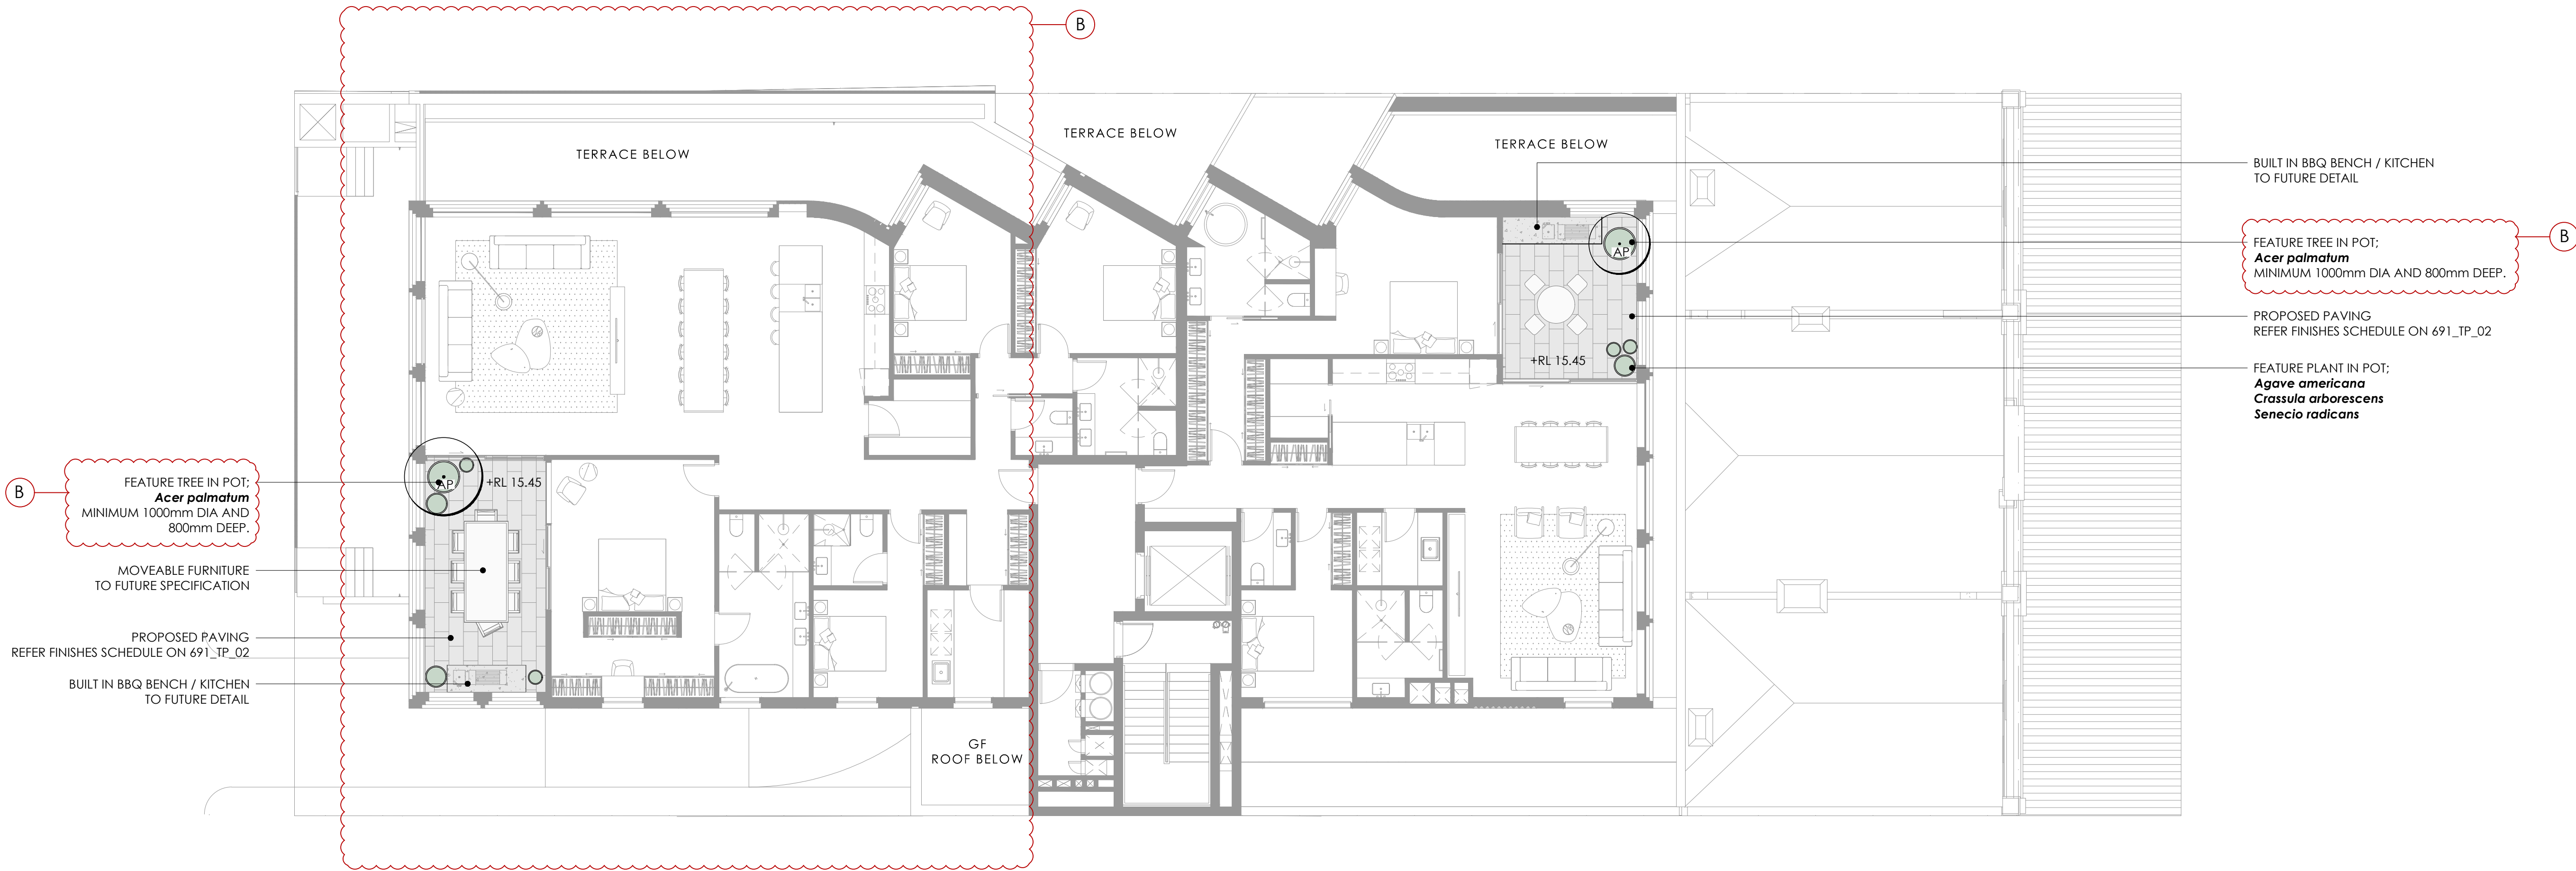 B
TERRACE BELOW
TERRACE BELOW
TERRACE BELOW
BUILT IN BBQ BENCH / KITCHEN
TO FUTURE DETAIL
B
FEATURE TREE IN POT;
Acer palmatum
MINIMUM 1000mm DIA AND 800mm DEEP.
AP
PROPOSED PAVING
REFER FINISHES SCHEDULE ON 691_TP_02
+RL 15.45
FEATURE PLANT IN POT;
Agave americana
Crassula arborescens
Senecio radicans
B
FEATURE TREE IN POT;
Acer palmatum
MINIMUM 1000mm DIA AND
800mm DEEP.
AP
+RL 15.45
MOVEABLE FURNITURE
TO FUTURE SPECIFICATION
PROPOSED PAVING
REFER FINISHES SCHEDULE ON 691_TP_02
BUILT IN BBQ BENCH / KITCHEN
TO FUTURE DETAIL
GF
ROOF BELOW